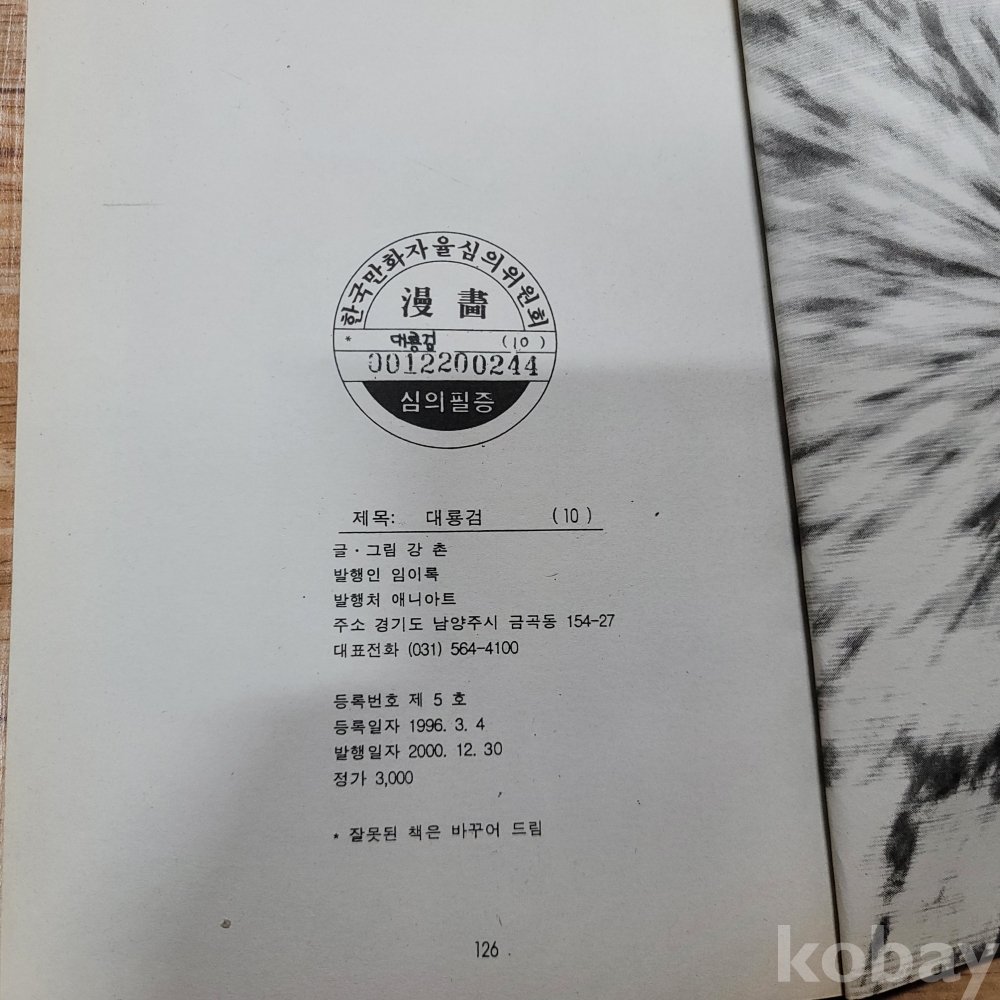 한국만화자율심의위원회
漫畵
* 대룡검 (10)
0012200244
심의필증
제목: 대룡검 (10)
글·그림 강 촌
발행인 임이록
발행처 애니아트
주소 경기도 남양주시 금곡동 154-27
대표전화 (031) 564-4100
등록번호 제 5 호
등록일자 1996. 3. 4
발행일자 2000. 12. 30
정가 3,000
* 잘못된 책은 바꾸어 드림
126
kobay